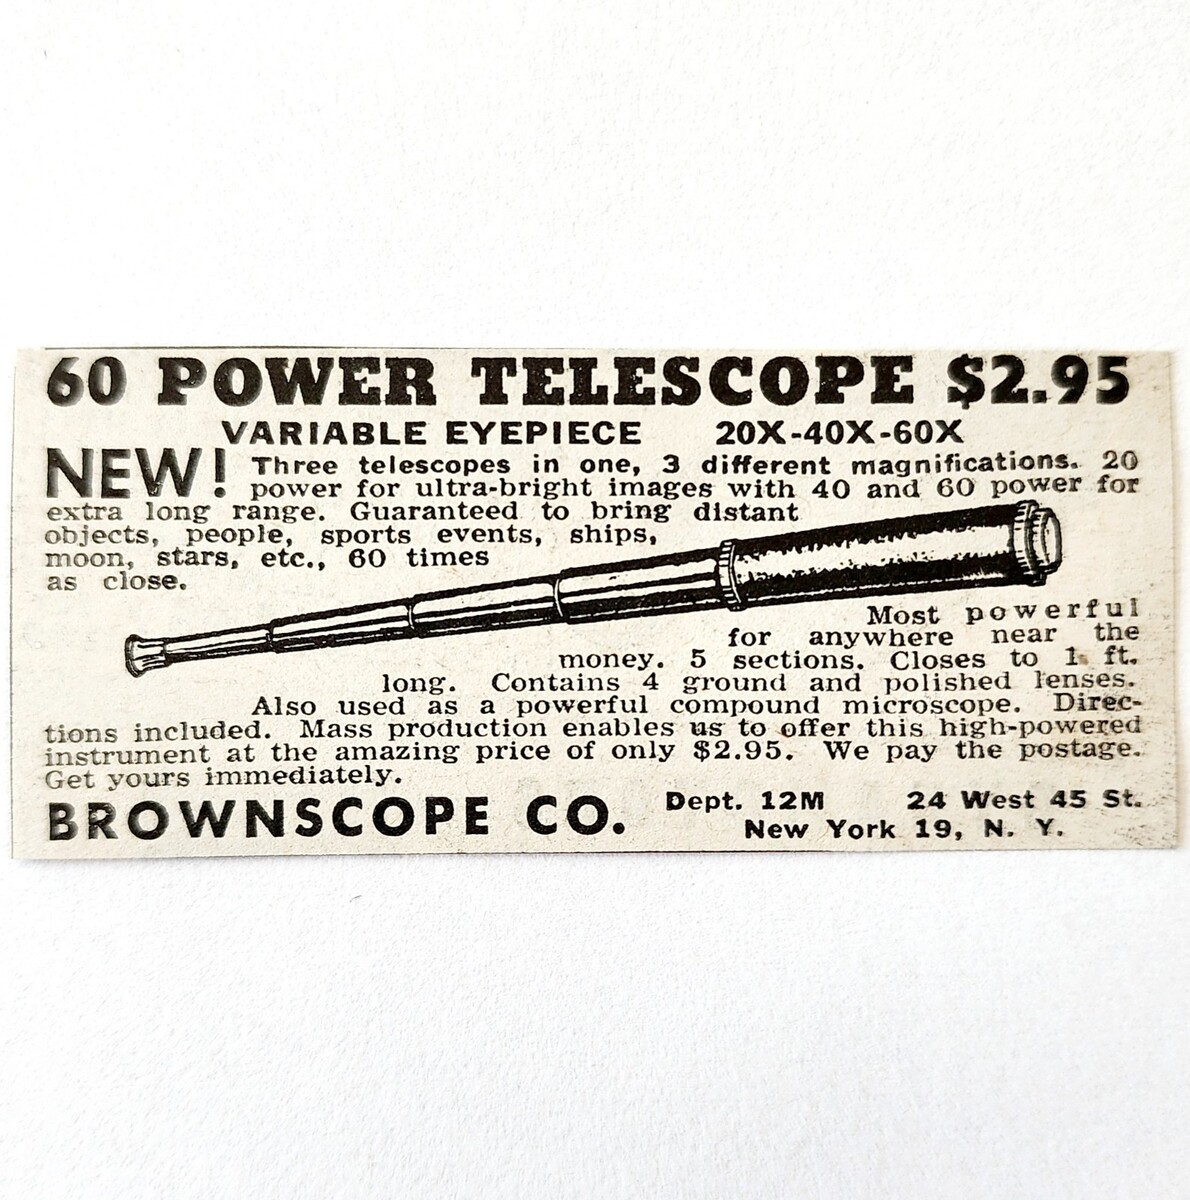 60 POWER TELESCOPE $2.95
VARIABLE EYEPIECE 20X-40X-60X
NEW! Three telescopes in one, 3 different magnifications. 20
power for ultra-bright images with 40 and 60 power for
extra long range. Guaranteed to bring distant
objects, people, sports events, ships,
moon, stars, etc., 60 times
as close.
Most powerful
for anywhere near the
money. 5 sections. Closes to 1 ft.
long. Contains 4 ground and polished lenses.
Also used as a powerful compound microscope. Direc-
tions included. Mass production enables us to offer this high-powered
instrument at the amazing price of only $2.95. We pay the postage.
Get yours immediately.
BROWNSCOPE CO. Dept. 12M 24 West 45 St.
New York 19, N. Y.